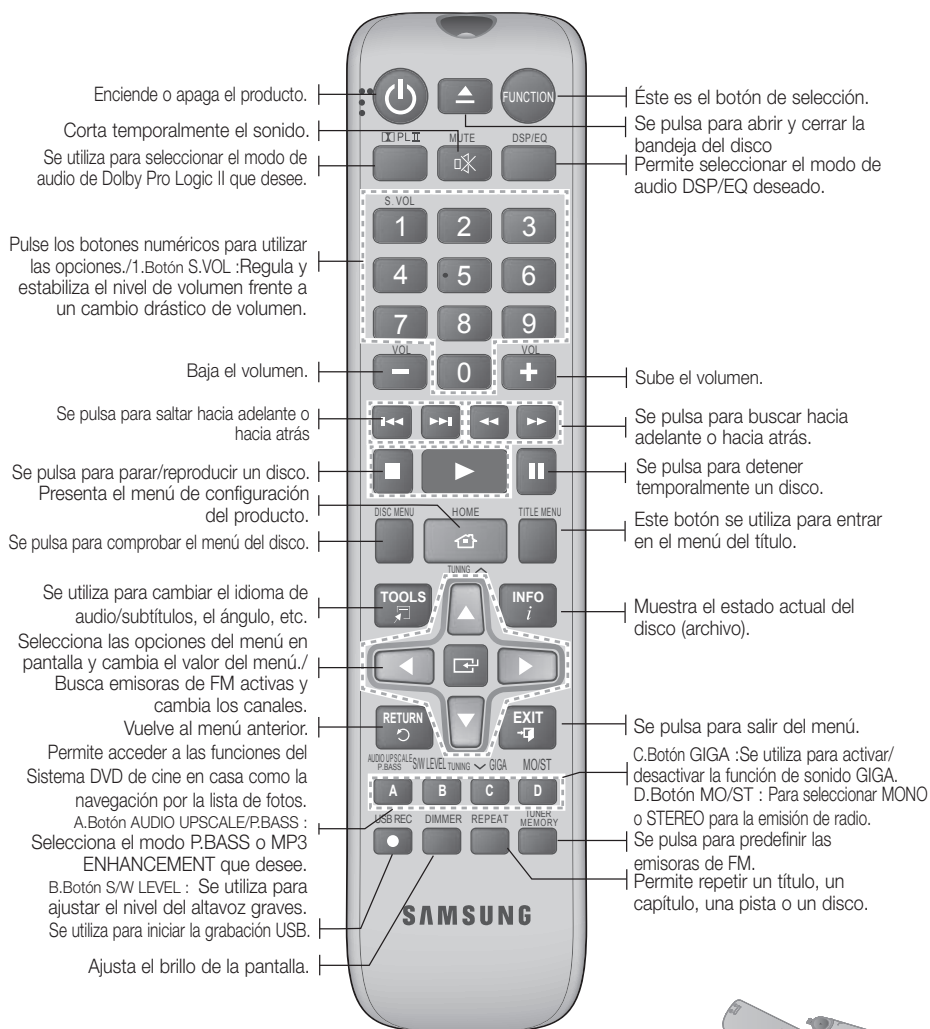 Enciende o apaga el producto.
Corta temporalmente el sonido.
Se utiliza para seleccionar el modo de
audio de Dolby Pro Logic II que desee.
Pulse los botones numéricos para utilizar
las opciones./1.Botón S.VOL :Regula y
estabiliza el nivel de volumen frente a
un cambio drástico de volumen.
Baja el volumen.
Se pulsa para saltar hacia adelante o
hacia atrás
Se pulsa para parar/reproducir un disco.
Presenta el menú de configuración
del producto.
Se pulsa para comprobar el menú del disco.
Se utiliza para cambiar el idioma de
audio/subtítulos, el ángulo, etc.
Selecciona las opciones del menú en
pantalla y cambia el valor del menú./
Busca emisoras de FM activas y
cambia los canales.
Vuelve al menú anterior.
Permite acceder a las funciones del
Sistema DVD de cine en casa como la
navegación por la lista de fotos.
A.Botón AUDIO UPSCALE/P.BASS :
Selecciona el modo P.BASS o MP3
ENHANCEMENT que desee.
B.Botón S/W LEVEL : Se utiliza para
ajustar el nivel del altavoz graves.
Se utiliza para iniciar la grabación USB.
Ajusta el brillo de la pantalla.
FUNCTION
PL II MUTE DSP/EQ
S.VOL
1 2 3
4 5 6
7 8 9
VOL 0 VOL
DISC MENU HOME TITLE MENU
TUNING
TOOLS INFO
i
RETURN EXIT
AUDIO UPSCALE
P.BASS S/W LEVEL TUNING GIGA MO/ST
A B C D
USB REC DIMMER REPEAT TUNER
MEMORY
SAMSUNG
Éste es el botón de selección.
Se pulsa para abrir y cerrar la
bandeja del disco
Permite seleccionar el modo de
audio DSP/EQ deseado.
Sube el volumen.
Se pulsa para buscar hacia
adelante o hacia atrás.
Se pulsa para detener
temporalmente un disco.
Este botón se utiliza para entrar
en el menú del título.
Muestra el estado actual del
disco (archivo).
Se pulsa para salir del menú.
C.Botón GIGA :Se utiliza para activar/
desactivar la función de sonido GIGA.
D.Botón MO/ST : Para seleccionar MONO
o STEREO para la emisión de radio.
Se pulsa para predefinir las
emisoras de FM.
Permite repetir un título, un
capítulo, una pista o un disco.